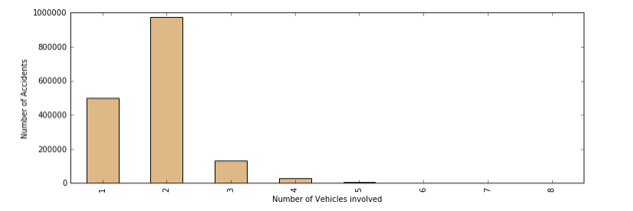 1000000
800000
600000
400000
200000
0
Number of Accidents
1 2 3 4 5 6 7 8
Number of Vehicles involved